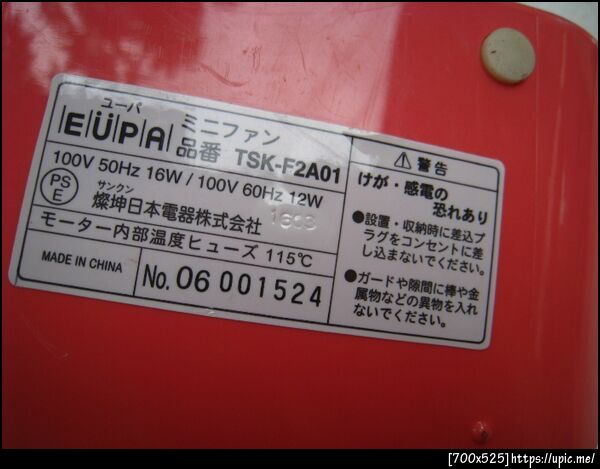 ユーパ
EUPA ミニファン
品番 TSK-F2A01
100V 50Hz 16W / 100V 60Hz 12W
PS
E
サンクン
燦坤日本電器株式会社
モーター内部温度ヒューズ 115℃
MADE IN CHINA
No. 06 001524
警告
けが・感電の
恐れあり
●設置・収納時に差込プ
ラグをコンセントに差
し込まないでください。
●ガードや隙間に棒や金
属物などの異物を入れ
ないでください。
[700x525]https://upic.me/